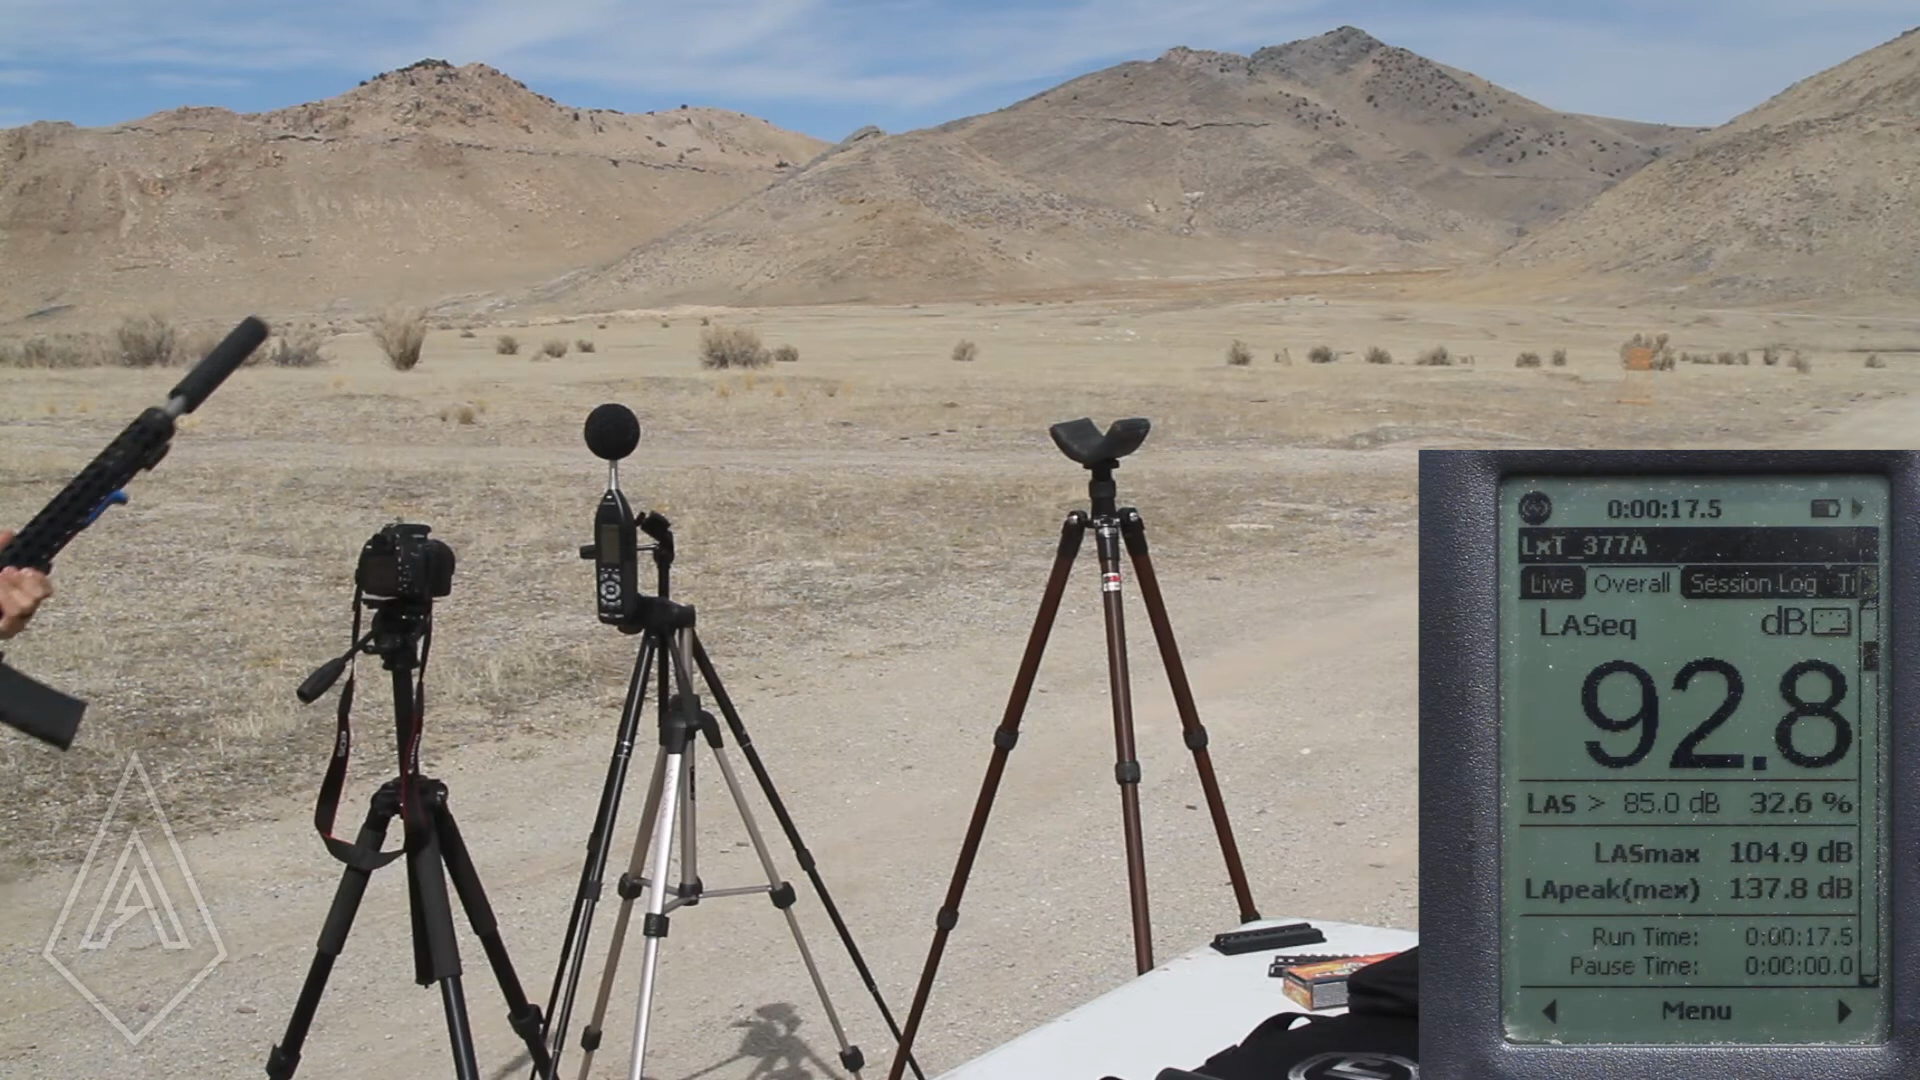 0:00:17.5
LxT_377A
Live Overall Session Log Ti
LASeq dB
92.8
LAS > 85.0 dB 32.6 %
LASmax 104.9 dB
LApeak(max) 137.8 dB
Run Time: 0:00:17.5
Pause Time: 0:00:00.0
Menu
EOS